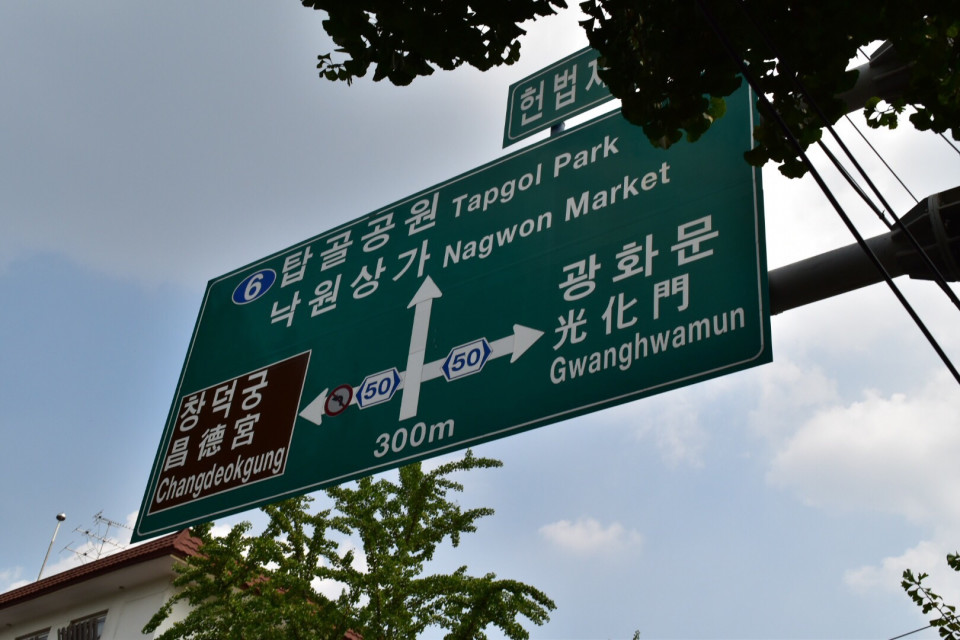 헌법
6 탑골공원 Tapgol Park
낙원상가 Nagwon Market
광화문
光化門
Gwanghwamun
50
50
창덕궁
昌德宮
Changdeokgung
300m